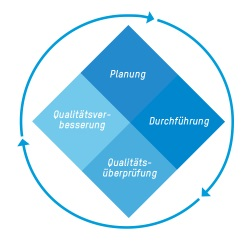 Planung
Qualitätsver-
besserung
Durchführung
Qualitäts-
überprüfung